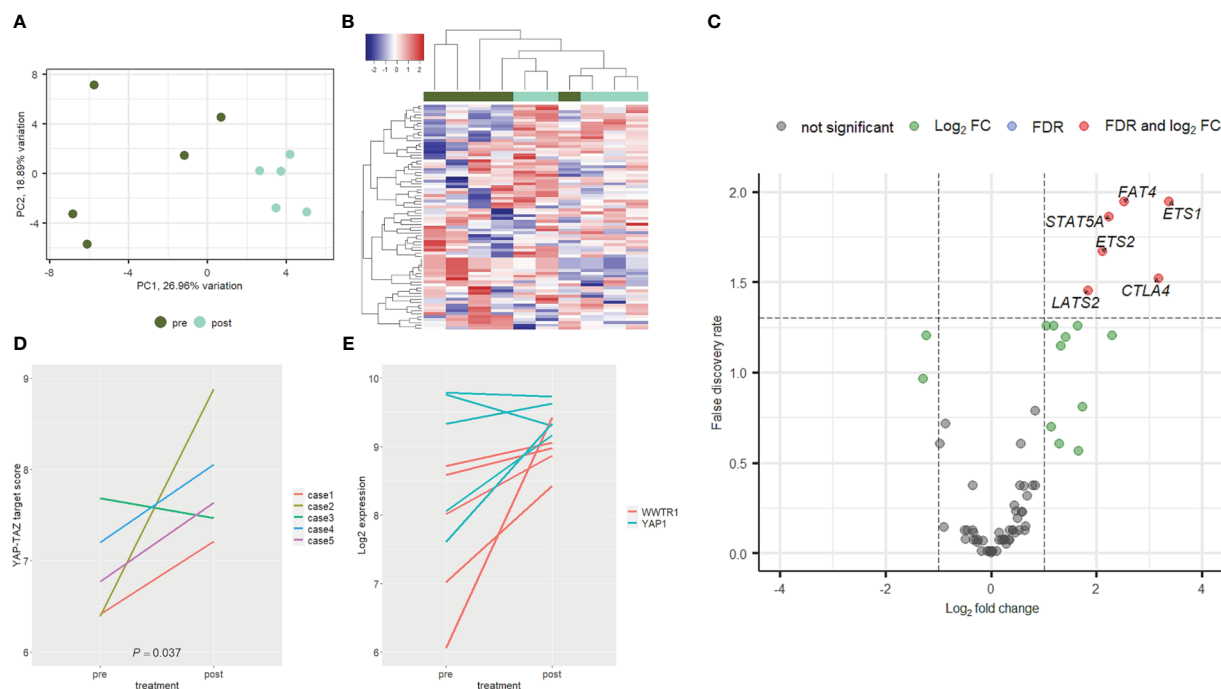 A
8
4
0
-4
-8
0
4
PC2, 18.89% variation
PC1, 26.96% variation
pre
post
B
-2
-1
0
1
2
C
not significant
Log2 FC
FDR
FDR and log2 FC
2.0
1.5
1.0
0.5
0.0
False discovery rate
FAT4
ETS1
STAT5A
ETS2
CTLA4
LATS2
-4
-2
0
2
4
Log2 fold change
D
9
8
7
6
YAP-TAZ target score
P = 0.037
pre
post
treatment
case1
case2
case3
case4
case5
E
10
9
8
7
6
Log2 expression
pre
post
treatment
WWTR1
YAP1